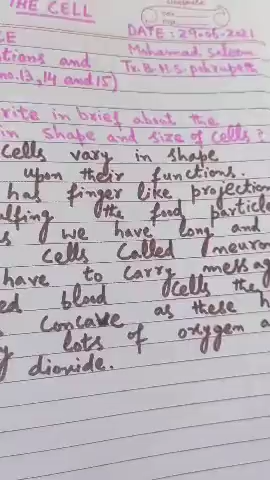 THE CELL
DATE: 29-06-2021
Mohammad. Saleem
tions and
Tr. B.M.S.
no. 13, 14 and 15)
rite in brief about the
in shape and size of cells?
cells vary in shape
upon their functions.
has finger like projection
lfing the food particle
s we have long and
cells called neuron
have to carry messag
ed blood cells the
concave as these h
lots of oxygen a
dioxide.